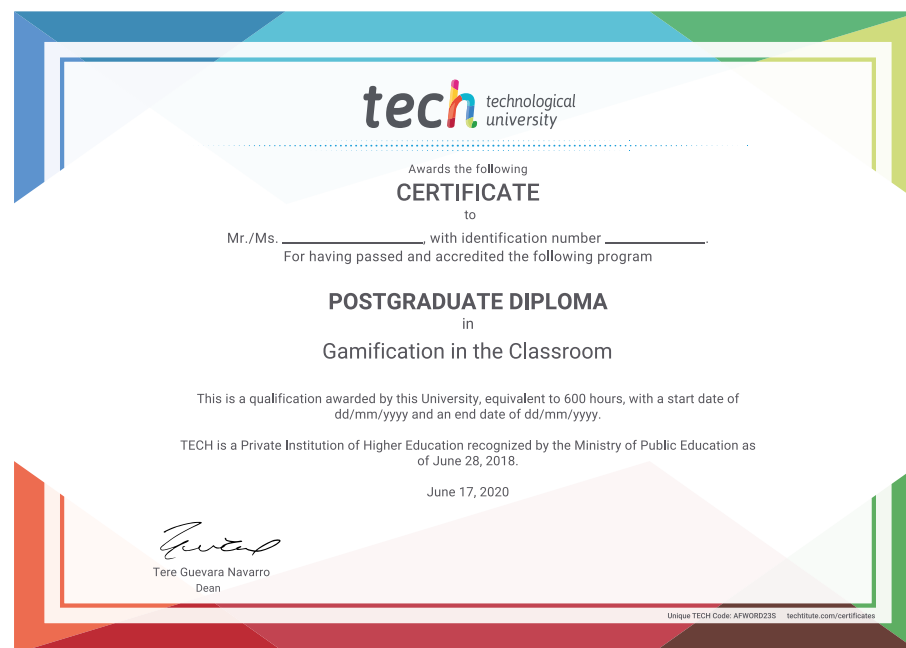 tech technological
university
Awards the following
CERTIFICATE
to
Mr./Ms. ____________, with identification number ____________.
For having passed and accredited the following program
POSTGRADUATE DIPLOMA
in
Gamification in the Classroom
This is a qualification awarded by this University, equivalent to 600 hours, with a start date of
dd/mm/yyyy and an end date of dd/mm/yyyy.
TECH is a Private Institution of Higher Education recognized by the Ministry of Public Education as
of June 28, 2018.
June 17, 2020
Tere Guevara Navarro
Dean
Unique TECH Code: AFWORD23S techtitute.com/certificates